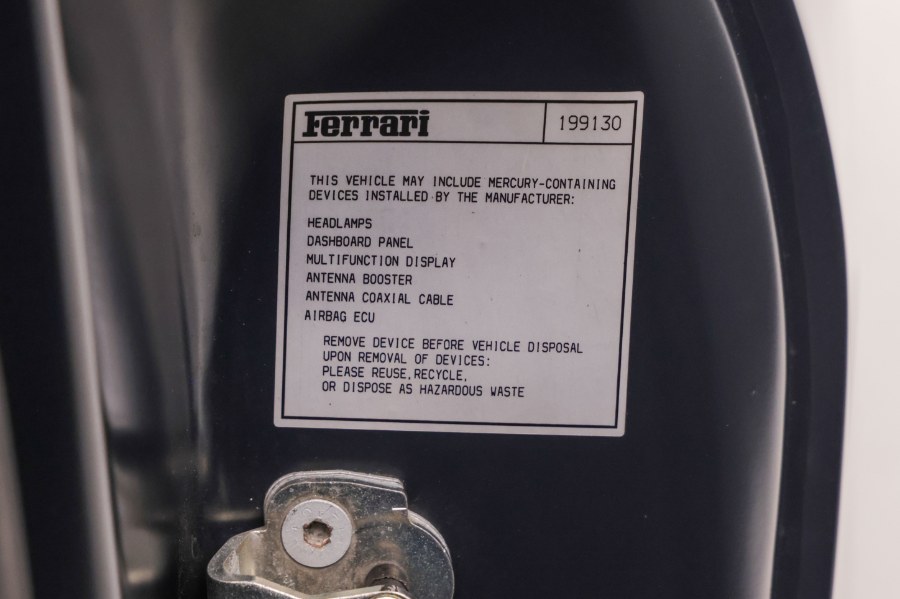 Ferrari 199130
THIS VEHICLE MAY INCLUDE MERCURY-CONTAINING
DEVICES INSTALLED BY THE MANUFACTURER:
HEADLAMPS
DASHBOARD PANEL
MULTIFUNCTION DISPLAY
ANTENNA BOOSTER
ANTENNA COAXIAL CABLE
AIRBAG ECU
REMOVE DEVICE BEFORE VEHICLE DISPOSAL
UPON REMOVAL OF DEVICES:
PLEASE REUSE, RECYCLE,
OR DISPOSE AS HAZARDOUS WASTE